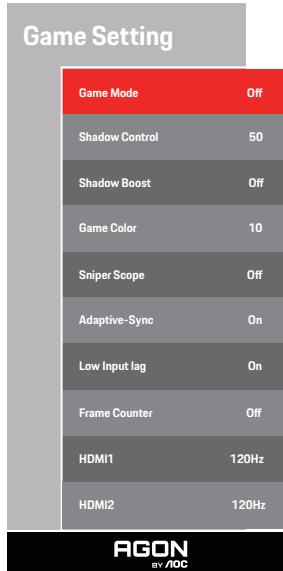 Game Setting
Game Mode Off
Shadow Control 50
Shadow Boost Off
Game Color 10
Sniper Scope Off
Adaptive-Sync On
Low Input lag On
Frame Counter Off
HDMI1 120Hz
HDMI2 120Hz
AGON
BY AOC